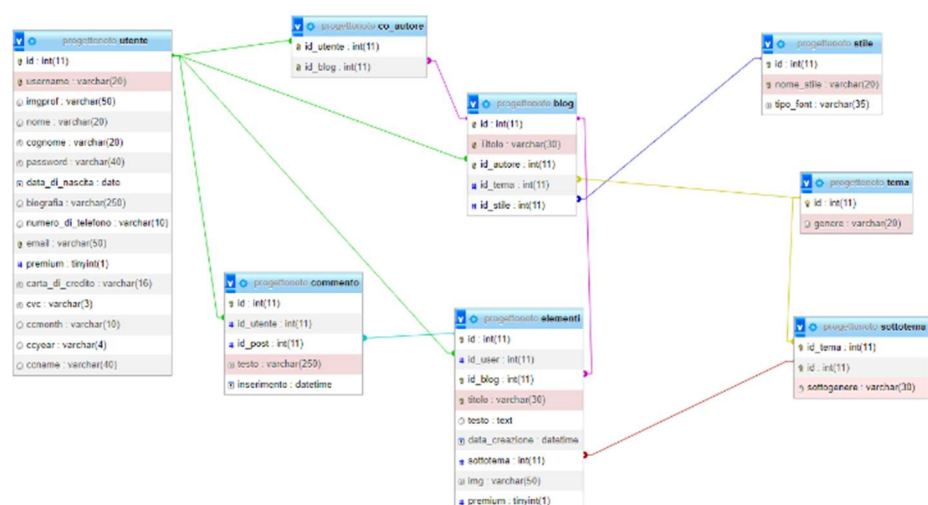 progettonoto utente
id : int(11)
username : varchar(20)
imgprof : varchar(50)
nome : varchar(20)
cognome : varchar(20)
password : varchar(40)
data_di_nascita : date
biografia : varchar(250)
numero_di_telefono : varchar(10)
email : varchar(50)
premium : tinyint(1)
carta_di_credito : varchar(16)
cvc : varchar(3)
ccmonth : varchar(10)
ccyear : varchar(4)
ccname : varchar(40)
progettonoto co_autore
id_utente : int(11)
id_blog : int(11)
progettonoto blog
id : int(11)
Titolo : varchar(30)
id_autore : int(11)
id_tema : int(11)
id_stile : int(11)
progettonoto stile
id : int(11)
nome_stile : varchar(20)
tipo_font : varchar(35)
progettonoto tema
id : int(11)
genere : varchar(20)
progettonoto commento
id : int(11)
id_utente : int(11)
id_post : int(11)
testo : varchar(250)
inserimento : datetime
progettonoto elementi
id : int(11)
id_user : int(11)
id_blog : int(11)
titolo : varchar(30)
testo : text
data_creazione : datetime
sottotema : int(11)
img : varchar(50)
premium : tinyint(1)
progettonoto sottotema
id_tema : int(11)
id : int(11)
sottogenere : varchar(30)